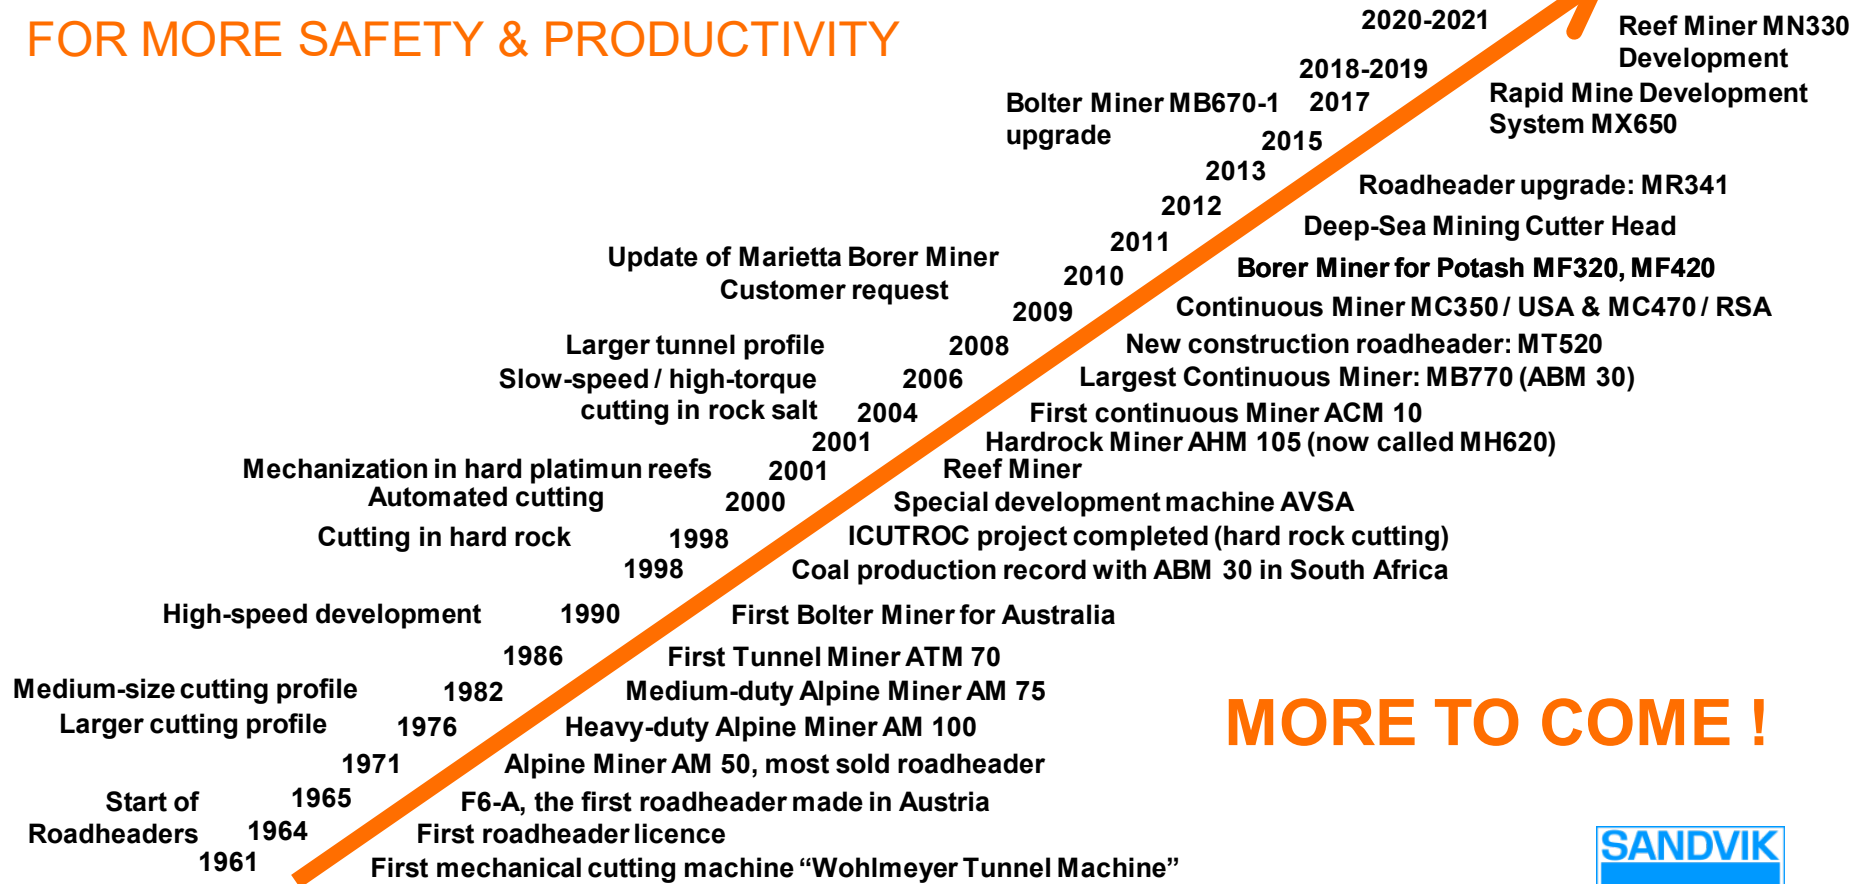 FOR MORE SAFETY & PRODUCTIVITY
2020-2021
Reef Miner MN330
Development
2018-2019
Rapid Mine Development
System MX650
Bolter Miner MB670-1
upgrade
2017
2015
Roadheader upgrade: MR341
2013
Deep-Sea Mining Cutter Head
2012
Borer Miner for Potash MF320, MF420
Update of Marietta Borer Miner
Customer request
2011
2010
Continuous Miner MC350 / USA & MC470 / RSA
2009
New construction roadheader: MT520
Larger tunnel profile
2008
Largest Continuous Miner: MB770 (ABM 30)
Slow-speed / high-torque
cutting in rock salt
2006
First continuous Miner ACM 10
2004
Hardrock Miner AHM 105 (now called MH620)
2001
Mechanization in hard platimun reefs
2001
Reef Miner
Automated cutting
2000
Special development machine AVSA
Cutting in hard rock
1998
ICUTROC project completed (hard rock cutting)
1998
Coal production record with ABM 30 in South Africa
High-speed development
1990
First Bolter Miner for Australia
1986
First Tunnel Miner ATM 70
Medium-size cutting profile
1982
Medium-duty Alpine Miner AM 75
Larger cutting profile
1976
Heavy-duty Alpine Miner AM 100
MORE TO COME !
1971
Alpine Miner AM 50, most sold roadheader
Start of
Roadheaders
1965
F6-A, the first roadheader made in Austria
1964
First roadheader licence
1961
First mechanical cutting machine “Wohlmeyer Tunnel Machine”
SANDVIK